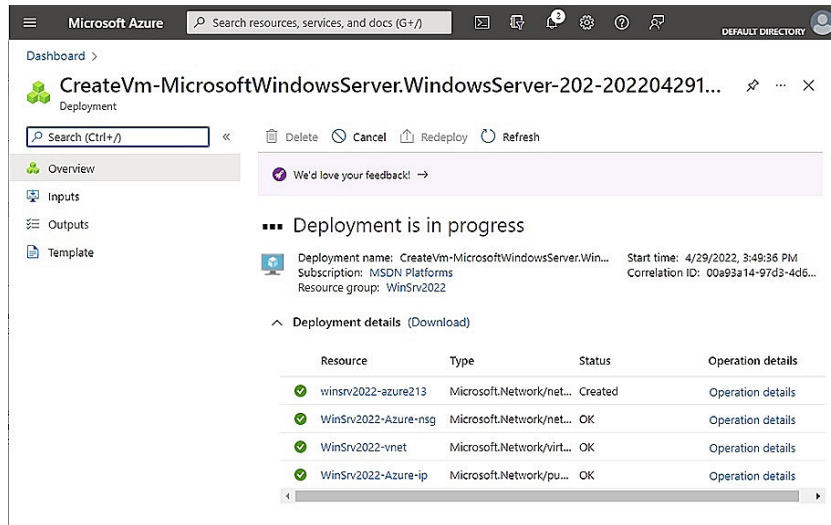 Microsoft Azure
Search resources, services, and docs (G+/)
2
DEFAULT DIRECTORY
Dashboard >
CreateVm-MicrosoftWindowsServer.WindowsServer-202-202204291...
Deployment
Search (Ctrl+/)
«
Delete Cancel Redeploy Refresh
Overview
Inputs
Outputs
Template
We'd love your feedback! →
Deployment is in progress
Deployment name: CreateVm-MicrosoftWindowsServer.Win... Start time: 4/29/2022, 3:49:36 PM
Subscription: MSDN Platforms Correlation ID: 00a93a14-97d3-4d6...
Resource group: WinSrv2022
Deployment details (Download)
Resource Type Status Operation details
winsrv2022-azure213 Microsoft.Network/net... Created Operation details
WinSrv2022-Azure-nsg Microsoft.Network/net... OK Operation details
WinSrv2022-vnet Microsoft.Network/virt... OK Operation details
WinSrv2022-Azure-ip Microsoft.Network/pu... OK Operation details